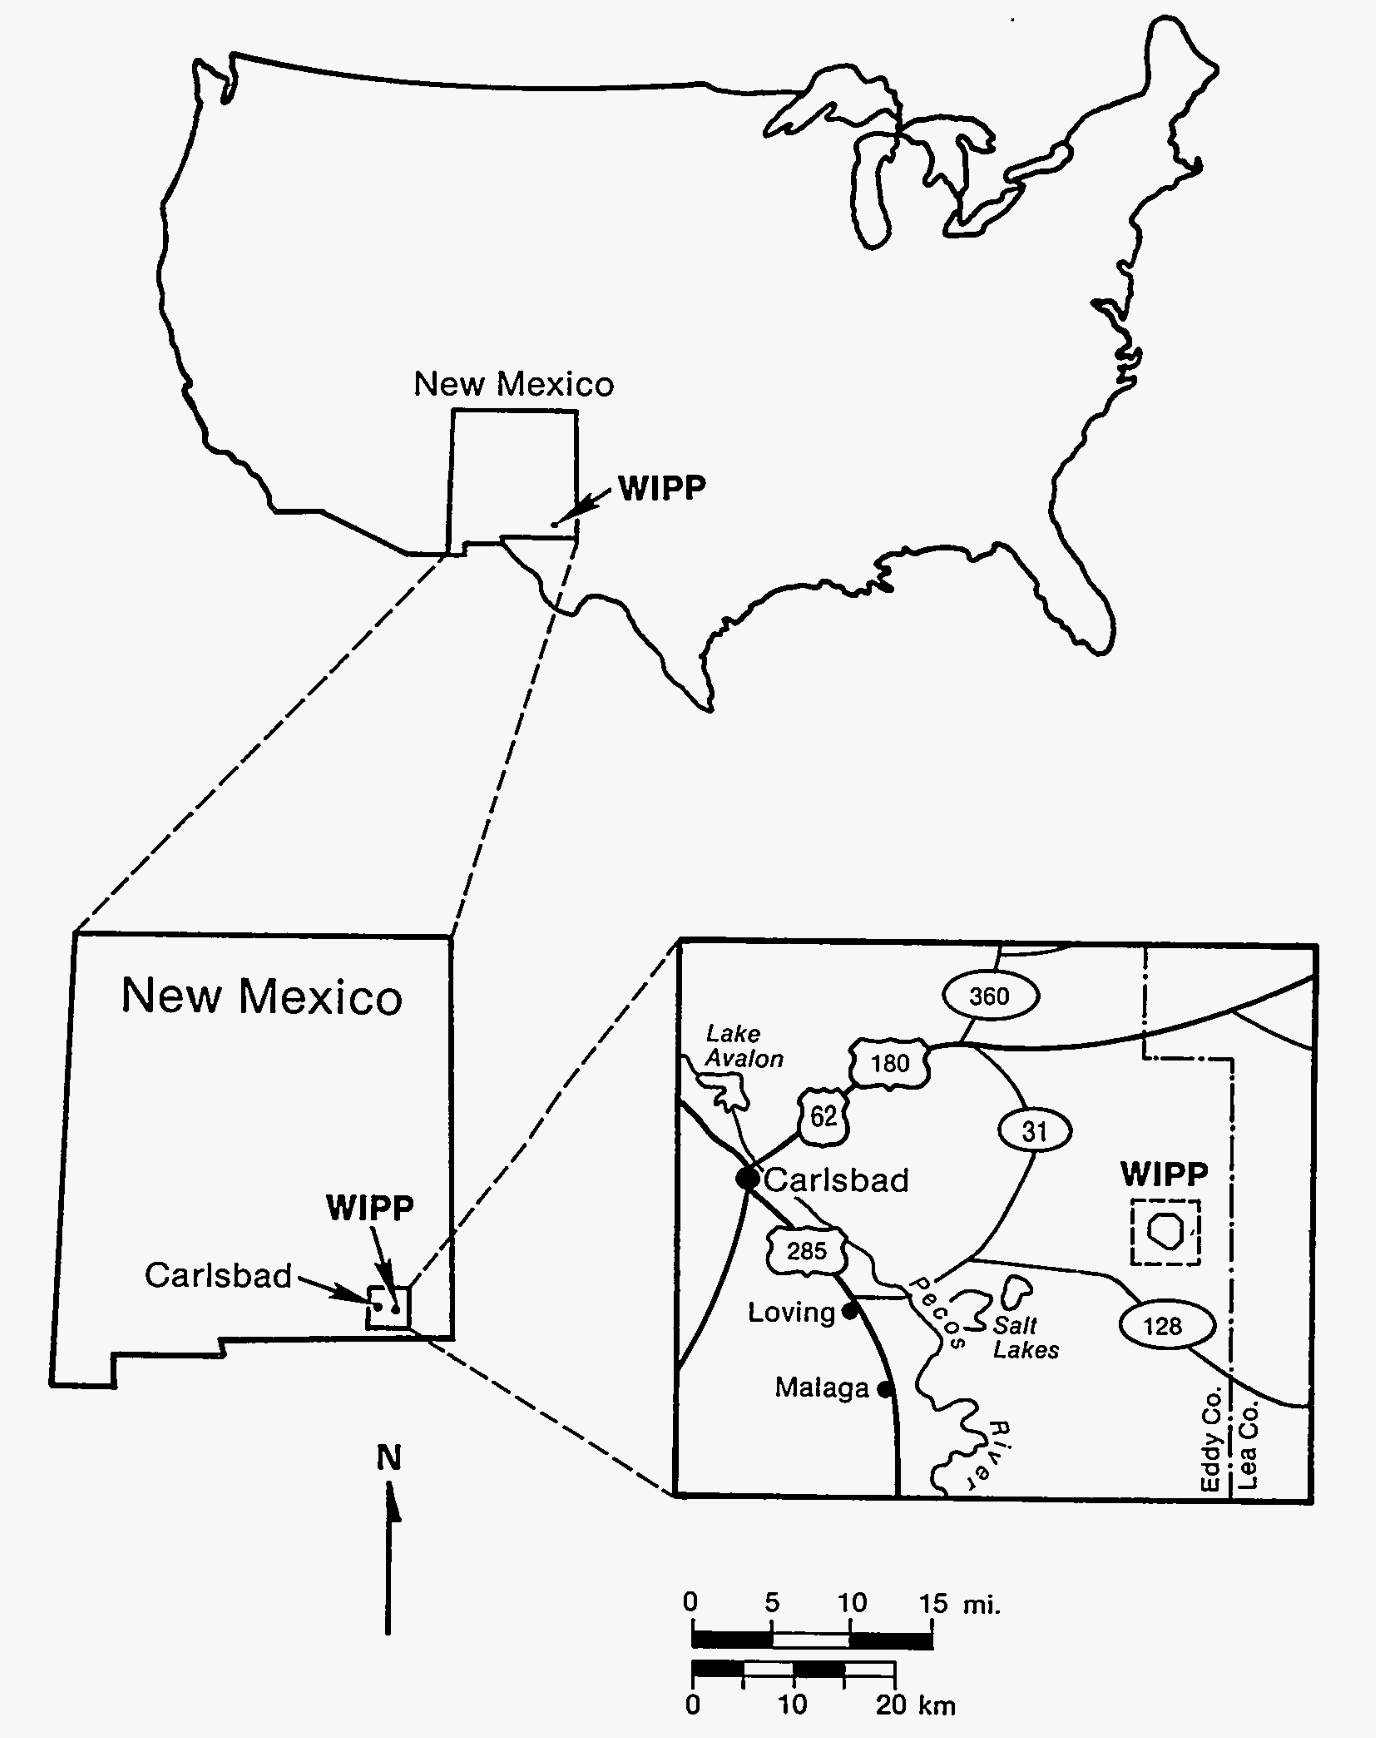 New Mexico
WIPP
New Mexico
WIPP
Carlsbad
N
360
Lake
Avalon
180
62
31
WIPP
Carlsbad
285
Pecos
Loving
Salt
Lakes
128
Malaga
River
Eddy Co.
Lea Co.
0 5 10 15 mi.
0 10 20 km